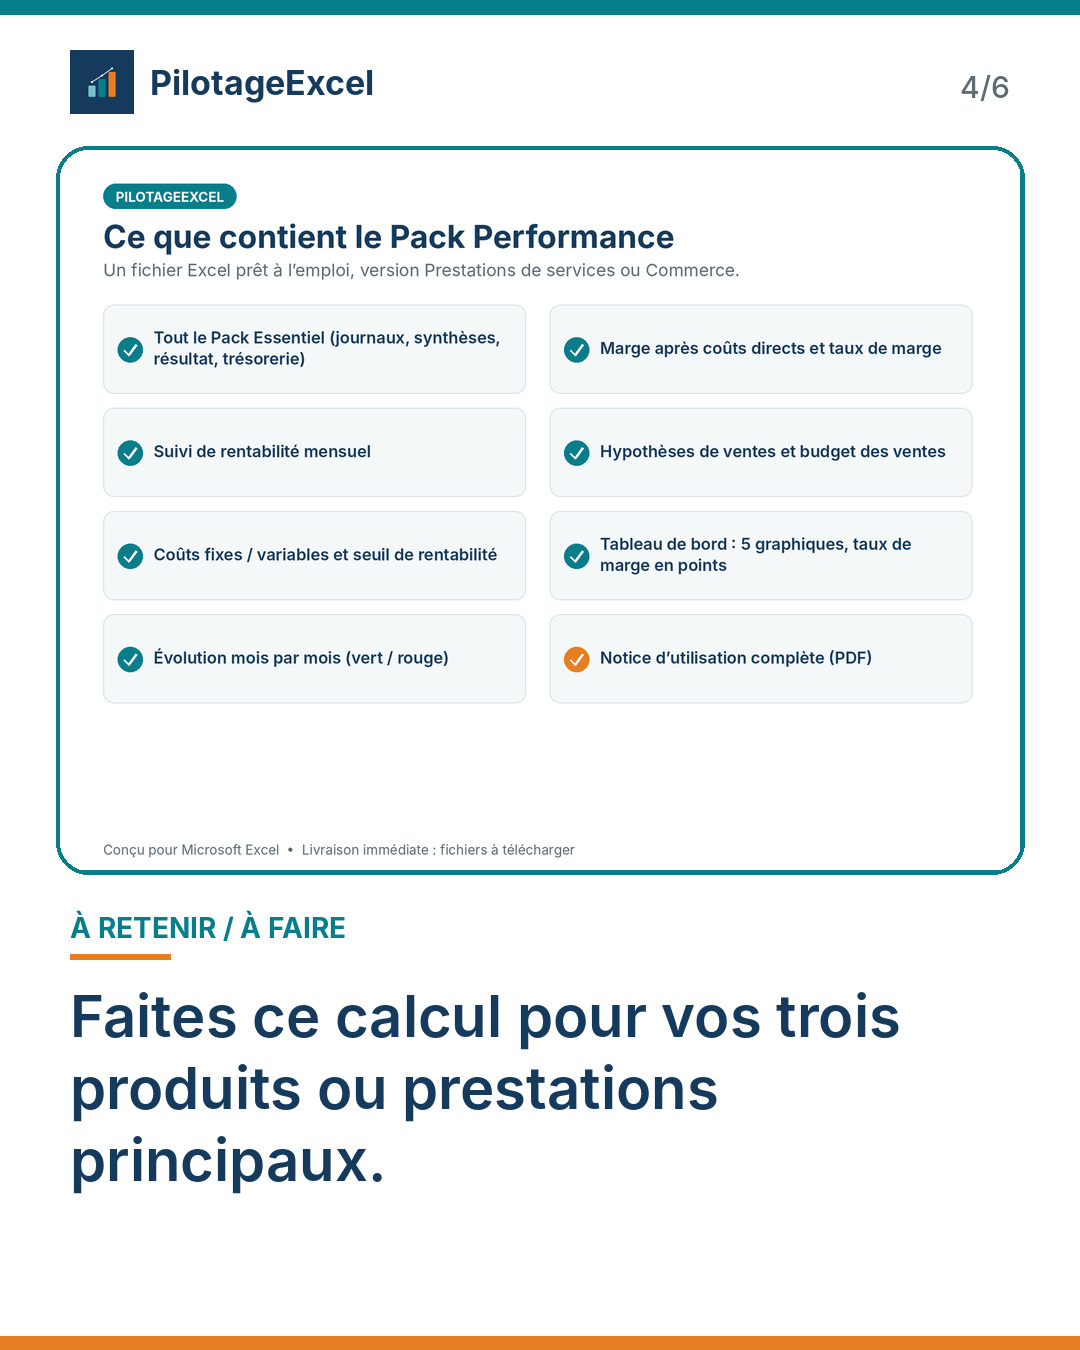 PilotageExcel
4/6
PILOTAGEEXCEL
Ce que contient le Pack Performance
Un fichier Excel prêt à l’emploi, version Prestations de services ou Commerce.
Tout le Pack Essentiel (journaux, synthèses,
résultat, trésorerie)
Marge après coûts directs et taux de marge
Suivi de rentabilité mensuel
Hypothèses de ventes et budget des ventes
Coûts fixes / variables et seuil de rentabilité
Tableau de bord : 5 graphiques, taux de
marge en points
Évolution mois par mois (vert / rouge)
Notice d’utilisation complète (PDF)
Conçu pour Microsoft Excel • Livraison immédiate : fichiers à télécharger
À RETENIR / À FAIRE
Faites ce calcul pour vos trois
produits ou prestations
principaux.